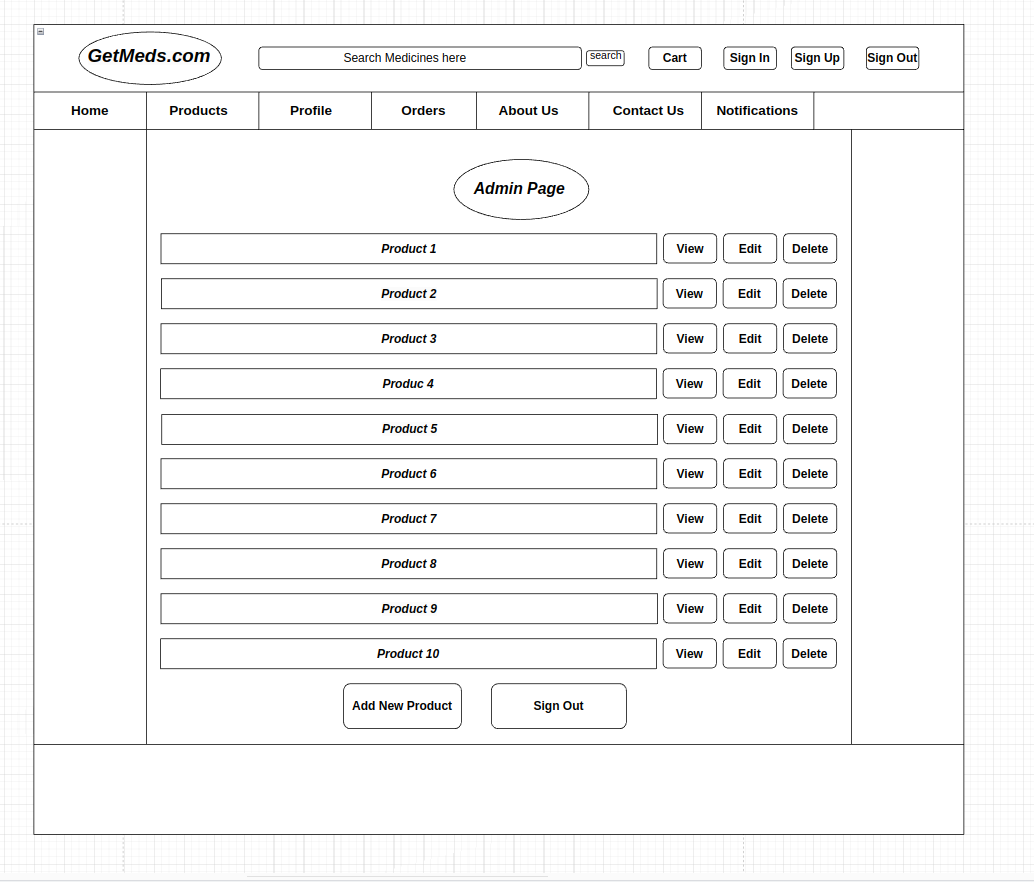 GetMeds.com
Search Medicines here
search
Cart
Sign In
Sign Up
Sign Out
Home
Products
Profile
Orders
About Us
Contact Us
Notifications
Admin Page
Product 1
View
Edit
Delete
Product 2
View
Edit
Delete
Product 3
View
Edit
Delete
Produc 4
View
Edit
Delete
Product 5
View
Edit
Delete
Product 6
View
Edit
Delete
Product 7
View
Edit
Delete
Product 8
View
Edit
Delete
Product 9
View
Edit
Delete
Product 10
View
Edit
Delete
Add New Product
Sign Out